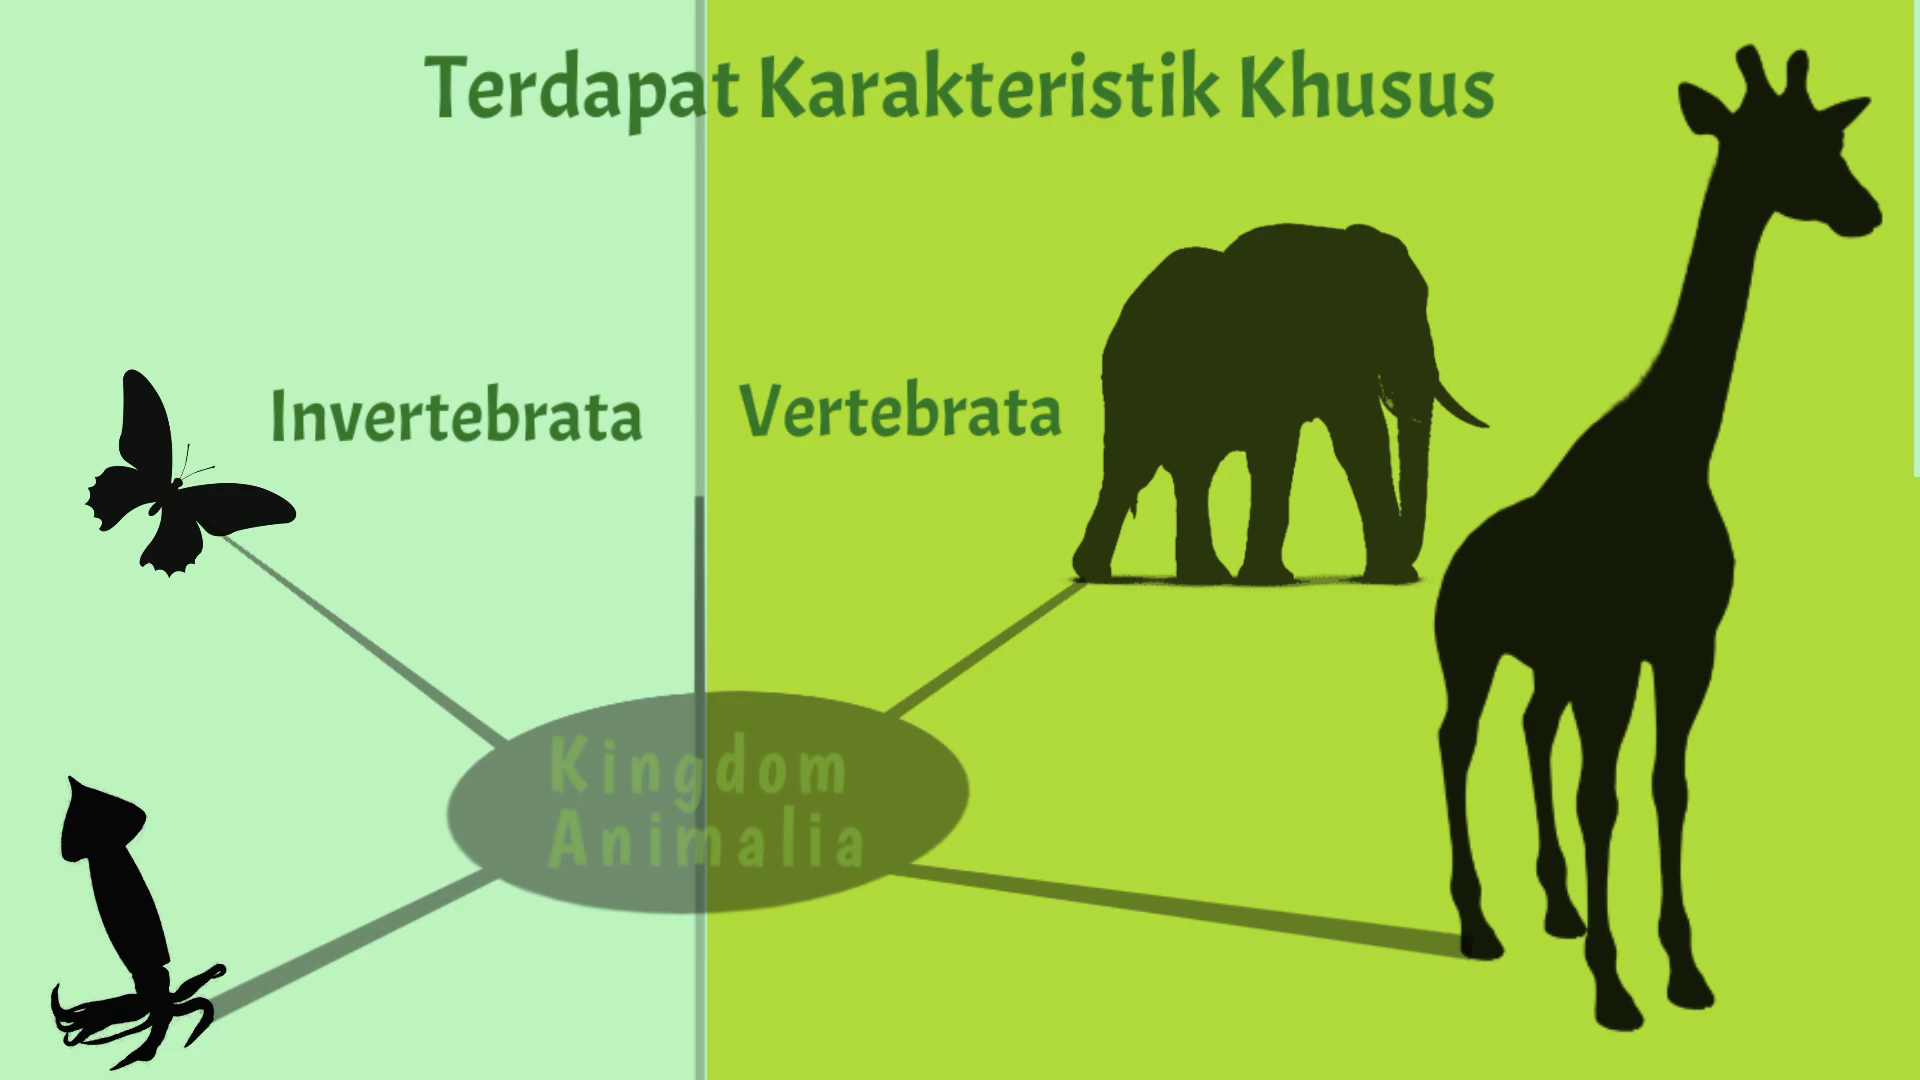 Terdapat Karakteristik Khusus
Invertebrata
Vertebrata
Kingdom
Animalia